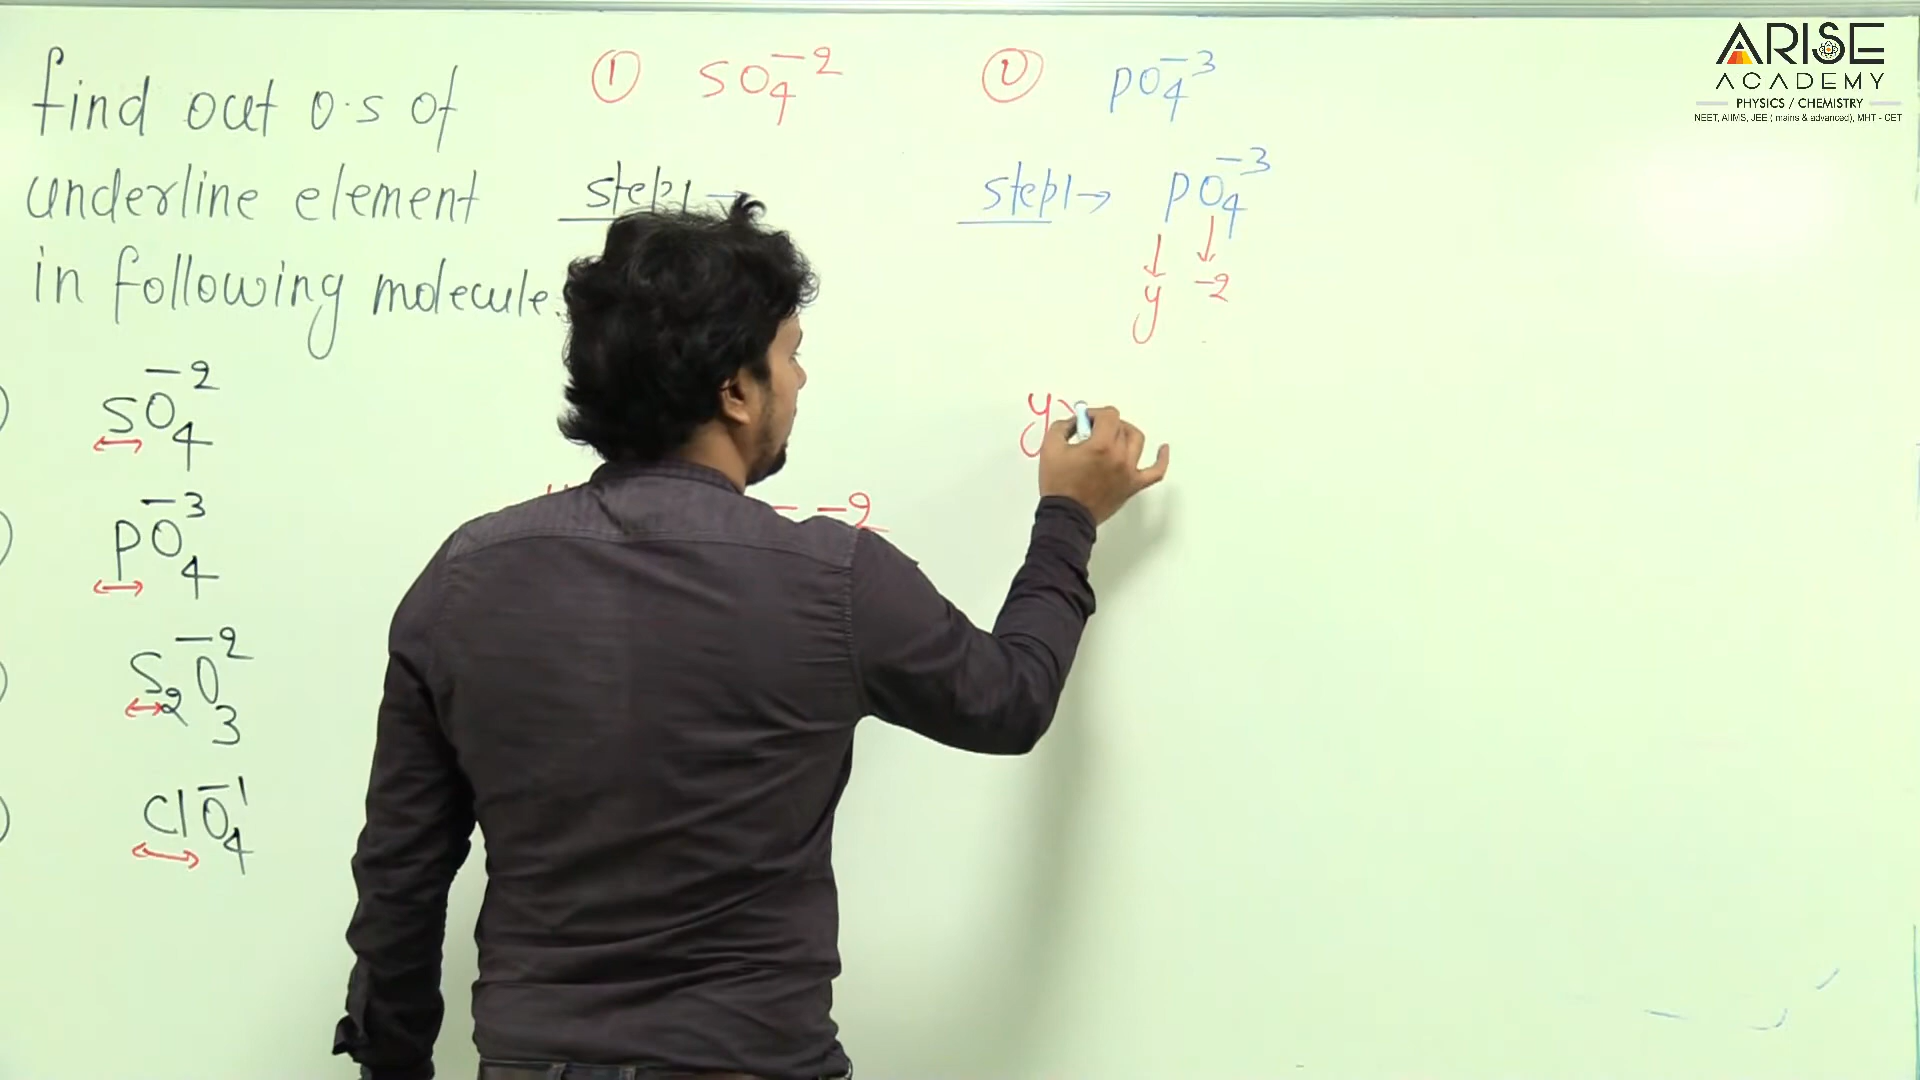 find out o.s of
underline element
in following molecule.
SO₄⁻²
PO₄⁻³
S₂O₃⁻²
ClO₄⁻¹
① SO₄⁻²
step1→
-2
② PO₄⁻³
step1→ PO₄⁻³
y -2
y
ARISE
ACADEMY
PHYSICS / CHEMISTRY
NEET, AIIMS, JEE ( mains & advanced), MHT - CET